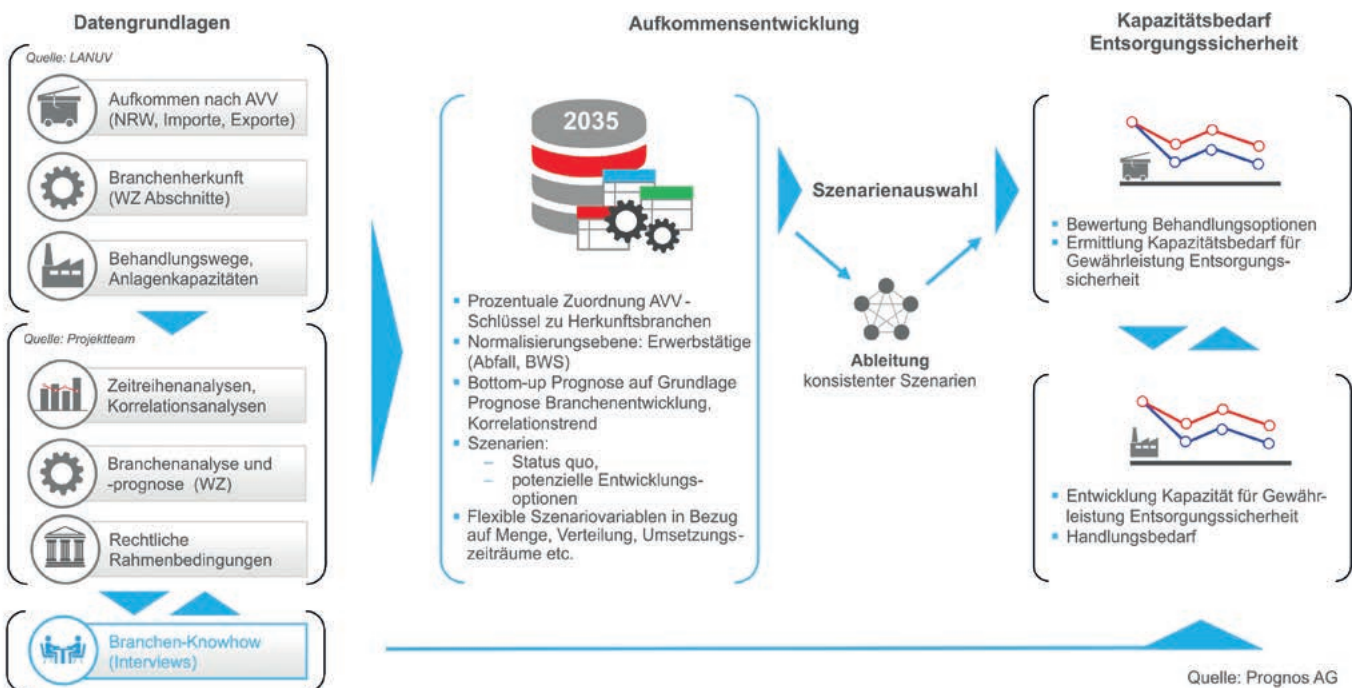 Datengrundlagen
Quelle: LANUV
Aufkommen nach AVV
(NRW, Importe, Exporte)
Branchenherkunft
(WZ Abschnitte)
Behandlungswege,
Anlagenkapazitäten
Quelle: Projektteam
Zeitreihenanalysen,
Korrelationsanalysen
Branchenanalyse und
-prognose (WZ)
Rechtliche
Rahmenbedingungen
Branchen-Knowhow
(Interviews)
Aufkommensentwicklung
2035
▪ Prozentuale Zuordnung AVV -
Schlüssel zu Herkunftsbranchen
▪ Normalisierungsebene: Erwerbstätige
(Abfall, BWS)
▪ Bottom-up Prognose auf Grundlage
Prognose Branchenentwicklung,
Korrelationstrend
▪ Szenarien:
– Status quo,
– potenzielle Entwicklungs-
optionen
▪ Flexible Szenariovariablen in Bezug
auf Menge, Verteilung, Umsetzungs-
zeiträume etc.
Szenarienauswahl
Ableitung
konsistenter Szenarien
Kapazitätsbedarf
Entsorgungssicherheit
▪ Bewertung Behandlungsoptionen
▪ Ermittlung Kapazitätsbedarf für
Gewährleistung Entsorgungs-
sicherheit
▪ Entwicklung Kapazität für Gewähr-
leistung Entsorgungssicherheit
▪ Handlungsbedarf
Quelle: Prognos AG